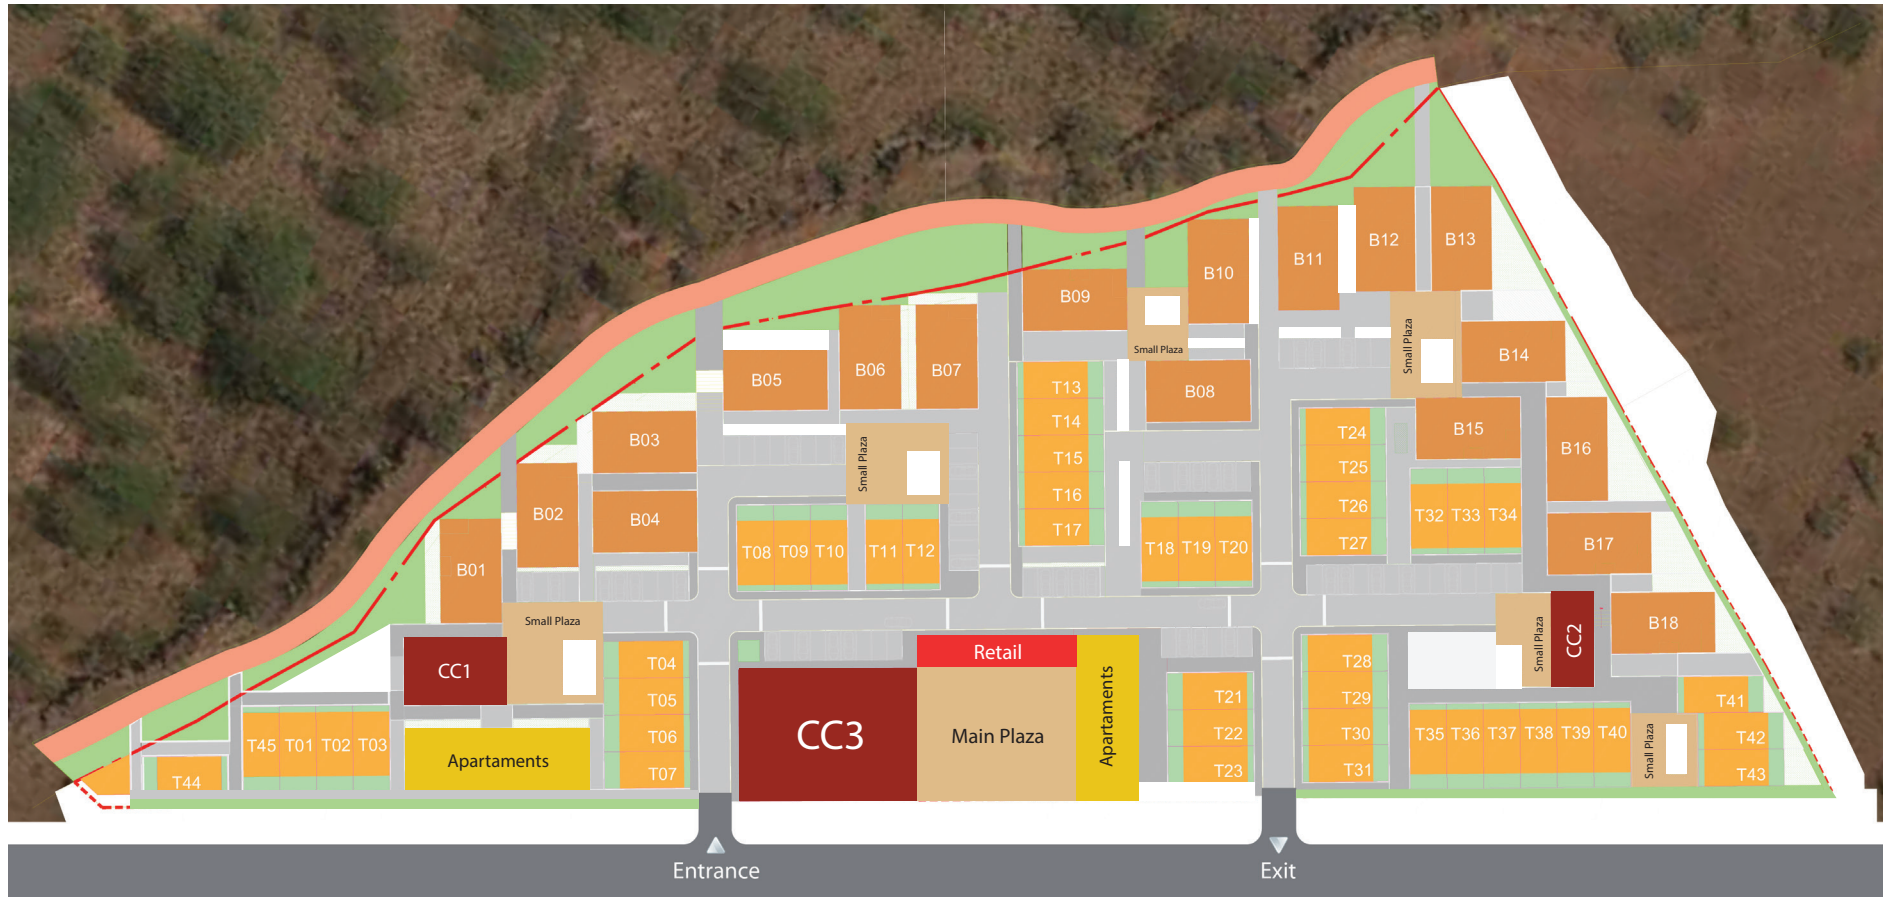 B12
B13
B11
B10
B09
Small Plaza
B14
Small Plaza
B05
B06
B07
B08
T13
T14
T15
T16
T17
B03
B04
Small Plaza
T24
T25
T26
T27
B15
B16
B02
B01
T08 T09 T10 T11 T12
T18 T19 T20
T32 T33 T34
B17
Small Plaza
CC1
T04
T05
T06
T07
Retail
CC3
Main Plaza
Apartaments
T21
T22
T23
T28
T29
T30
T31
Small Plaza
CC2
B18
T44
T45 T01 T02 T03
Apartaments
T35 T36 T37 T38 T39 T40
Small Plaza
T41
T42
T43
Entrance
Exit